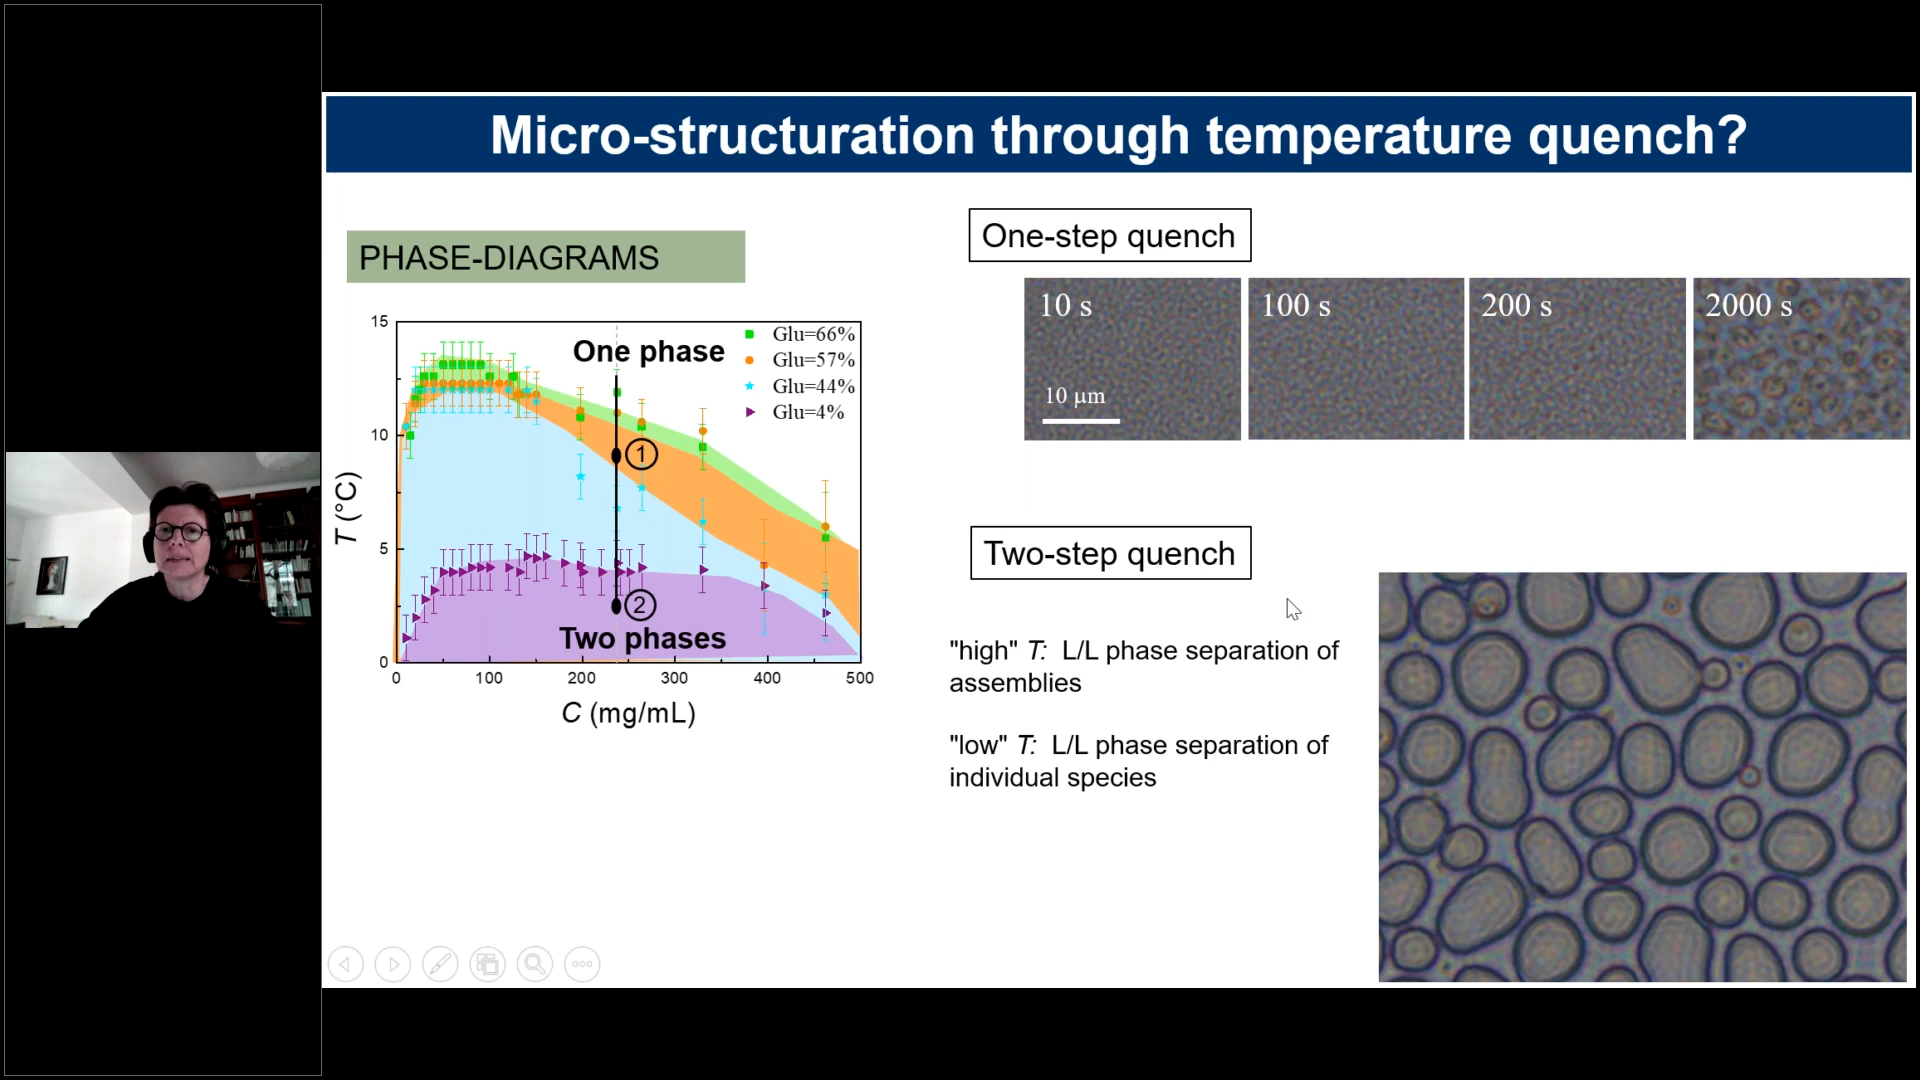 Micro-structuration through temperature quench?
PHASE-DIAGRAMS
15
10
5
0
T (°C)
One phase
Glu=66%
Glu=57%
Glu=44%
Glu=4%
1
2
Two phases
0 100 200 300 400 500
C (mg/mL)
One-step quench
10 s
100 s
200 s
2000 s
10 µm
Two-step quench
"high" T: L/L phase separation of
assemblies
"low" T: L/L phase separation of
individual species